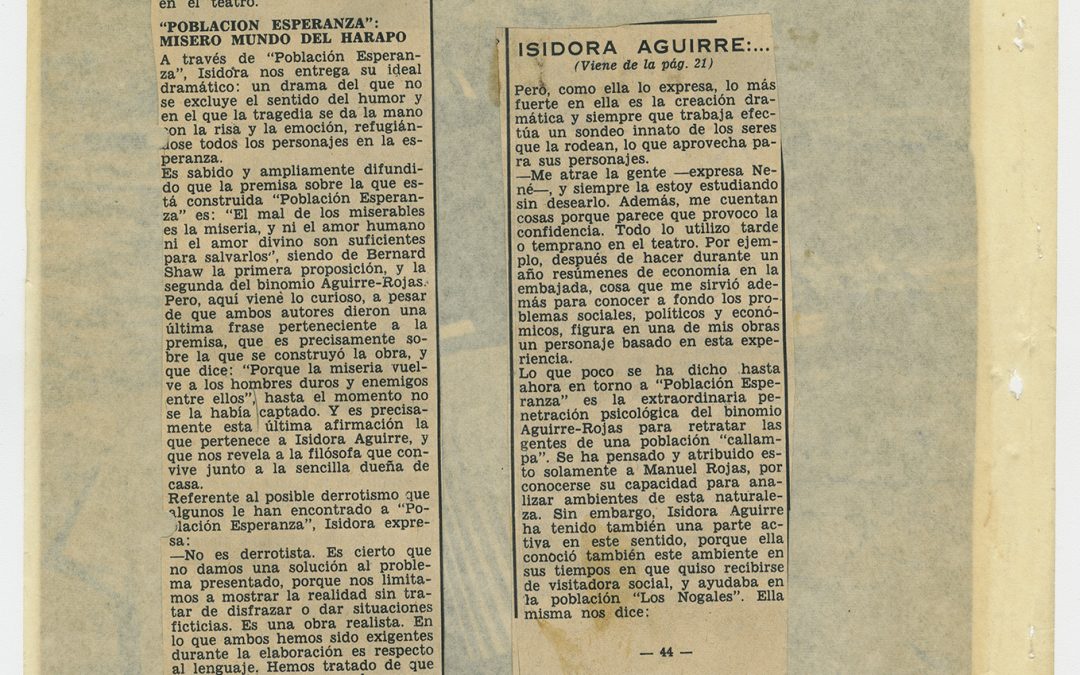 en el teatro.
"POBLACION ESPERANZA":
MISERO MUNDO DEL HARAPO
A través de "Población Esperan-
za", Isidora nos entrega su ideal
dramático: un drama del que no
se excluye el sentido del humor y
en el que la tragedia se da la mano
con la risa y la emoción, refugián-
dose todos los personajes en la es-
peranza.
Es sabido y ampliamente difundi-
do que la premisa sobre la que es-
tá construida "Población Esperan-
za" es: "El mal de los miserables
es la miseria, y ni el amor humano
ni el amor divino son suficientes
para salvarlos", siendo de Bernard
Shaw la primera proposición, y la
segunda del binomio Aguirre-Rojas.
Pero, aquí viene lo curioso, a pesar
de que ambos autores dieron una
última frase perteneciente a la
premisa, que es precisamente so-
bre la que se construyó la obra, y
que dice: "Porque la miseria vuel-
ve a los hombres duros y enemigos
entre ellos", hasta el momento no
se la había captado. Y es precisa-
mente esta última afirmación la
que pertenece a Isidora Aguirre, y
que nos revela a la filósofa que con-
vive junto a la sencilla dueña de
casa.
Referente al posible derrotismo que
algunos le han encontrado a "Po-
blación Esperanza", Isidora expre-
sa:
—No es derrotista. Es cierto que
no damos una solución al proble-
ma presentado, porque nos limita-
mos a mostrar la realidad sin tra-
tar de disfrazar o dar situaciones
ficticias. Es una obra realista. En
lo que ambos hemos sido exigentes
durante la elaboración es respecto
al lenguaje. Hemos tratado de que
ISIDORA AGUIRRE:...
(Viene de la pág. 21)
Pero, como ella lo expresa, lo más
fuerte en ella es la creación dra-
mática y siempre que trabaja efec-
túa un sondeo innato de los seres
que la rodean, lo que aprovecha pa-
ra sus personajes.
—Me atrae la gente —expresa Ne-
né—, y siempre la estoy estudiando
sin desearlo. Además, me cuentan
cosas porque parece que provoco la
confidencia. Todo lo utilizo tarde
o temprano en el teatro. Por ejem-
plo, después de hacer durante un
año resúmenes de economía en la
embajada, cosa que me sirvió ade-
más para conocer a fondo los pro-
blemas sociales, políticos y econó-
micos, figura en una de mis obras
un personaje basado en esta expe-
riencia.
Lo que poco se ha dicho hasta
ahora en torno a "Población Espe-
ranza" es la extraordinaria pe-
netración psicológica del binomio
Aguirre-Rojas para retratar las
gentes de una población "callam-
pa". Se ha pensado y atribuido es-
to solamente a Manuel Rojas, por
conocerse su capacidad para ana-
lizar ambientes de esta naturale-
za. Sin embargo, Isidora Aguirre
ha tenido también una parte ac-
tiva en este sentido, porque ella
conoció también este ambiente en
sus tiempos en que quiso recibirse
de visitadora social, y ayudaba en
la población "Los Nogales". Ella
misma nos dice:
— 44 —